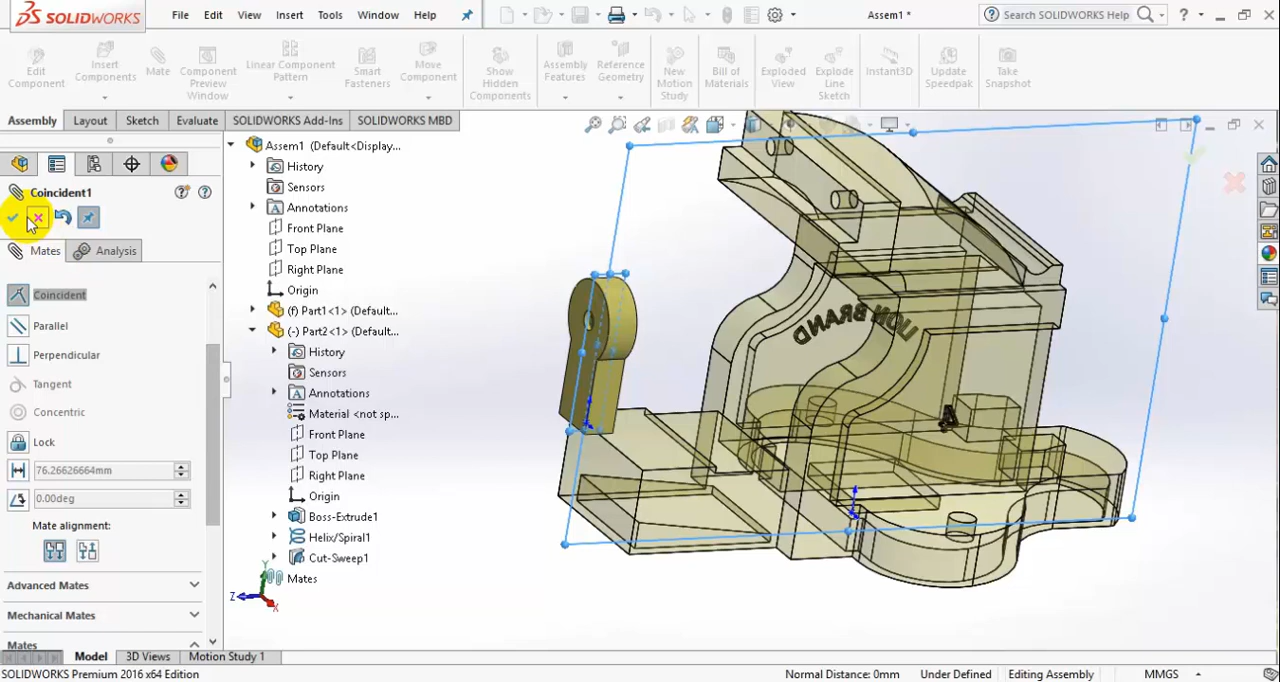 SOLIDWORKS
File Edit View Insert Tools Window Help
Assem1 *
Search SOLIDWORKS Help
?
Edit Component
Insert Components
Mate
Component Preview Window
Linear Component Pattern
Smart Fasteners
Move Component
Show Hidden Components
Assembly Features
Reference Geometry
New Motion Study
Bill of Materials
Exploded View
Explode Line Sketch
Instant3D
Update Speedpak
Take Snapshot
Assembly Layout Sketch Evaluate SOLIDWORKS Add-Ins SOLIDWORKS MBD
Coincident1
Mates Analysis
Coincident
Parallel
Perpendicular
Tangent
Concentric
Lock
76.26626664mm
0.00deg
Mate alignment:
Advanced Mates
Mechanical Mates
Mates
Assem1 (Default<Display...
History
Sensors
Annotations
Front Plane
Top Plane
Right Plane
Origin
(f) Part1<1> (Default...
(-) Part2<1> (Default...
History
Sensors
Annotations
Material <not sp...
Front Plane
Top Plane
Right Plane
Origin
Boss-Extrude1
Helix/Spiral1
Cut-Sweep1
Mates
Y
Z
X
LION BRAND
A
Model 3D Views Motion Study 1
SOLIDWORKS Premium 2016 x64 Edition
Normal Distance: 0mm Under Defined Editing Assembly MMGS